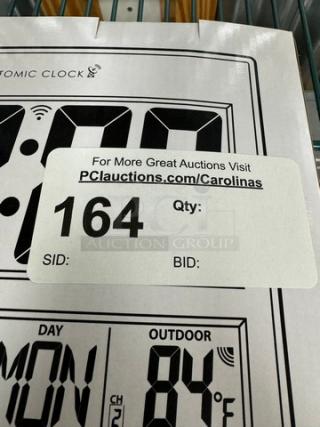 TOMIC CLOCK
For More Great Auctions Visit
PCIauctions.com/Carolinas
164
Qty:
PCI
AUCTION GROUP
SID:
BID:
DAY
OUTDOOR
MON
CH
2
84°F